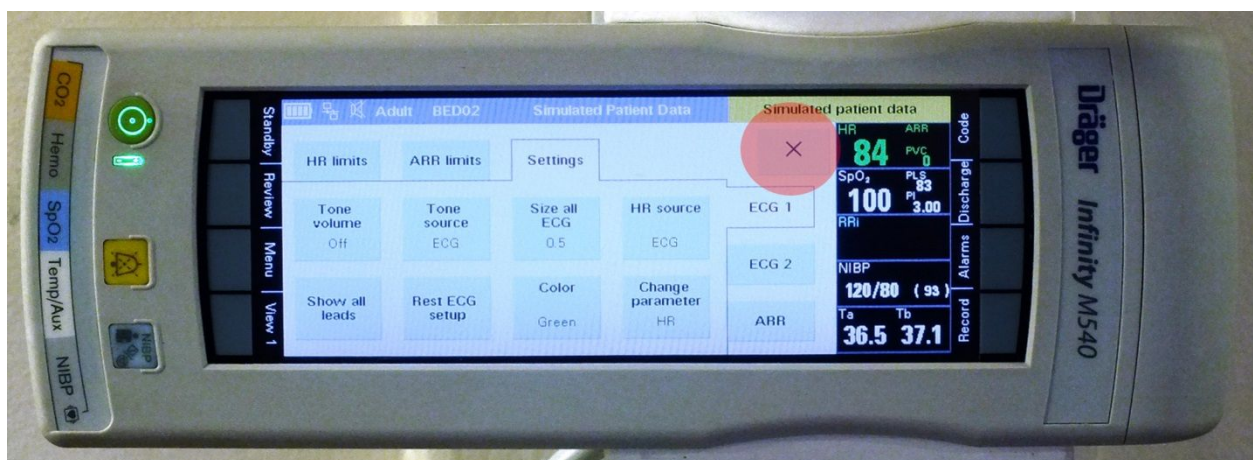 CO2
Hemo
SpO2
Temp/Aux
NIBP
NIBP
Standby
Review
Menu
View 1
Adult BED02 Simulated Patient Data
Simulated patient data
HR limits
ARR limits
Settings
×
Tone volume
Off
Tone source
ECG
Size all ECG
0.5
HR source
ECG
Show all leads
Rest ECG setup
Color
Green
Change parameter
HR
ECG 1
ECG 2
ARR
HR
84
ARR
PVC
0
SpO₂
100
PLS
83
PI
3.00
RRi
NIBP
120/80 (93)
Ta
36.5
Tb
37.1
Code
Discharge
Alarms
Record
Dräger Infinity M540